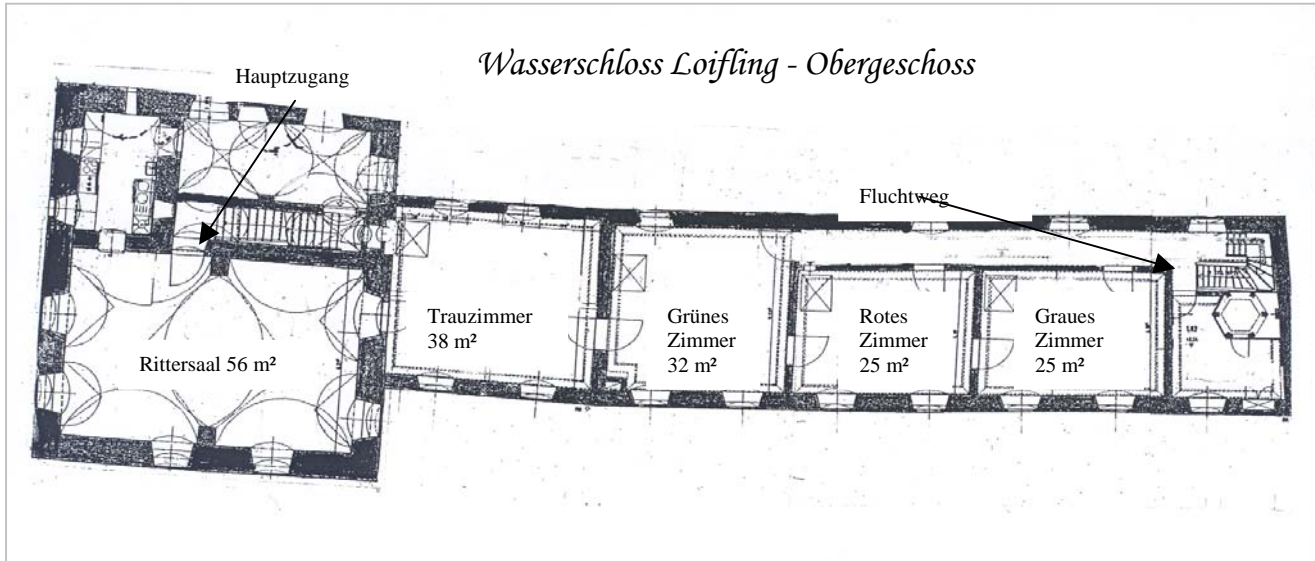 Wasserschloss Loifling - Obergeschoss
Hauptzugang
Fluchtweg
Trauzimmer
38 m²
Grünes
Zimmer
32 m²
Rotes
Zimmer
25 m²
Graues
Zimmer
25 m²
Rittersaal 56 m²